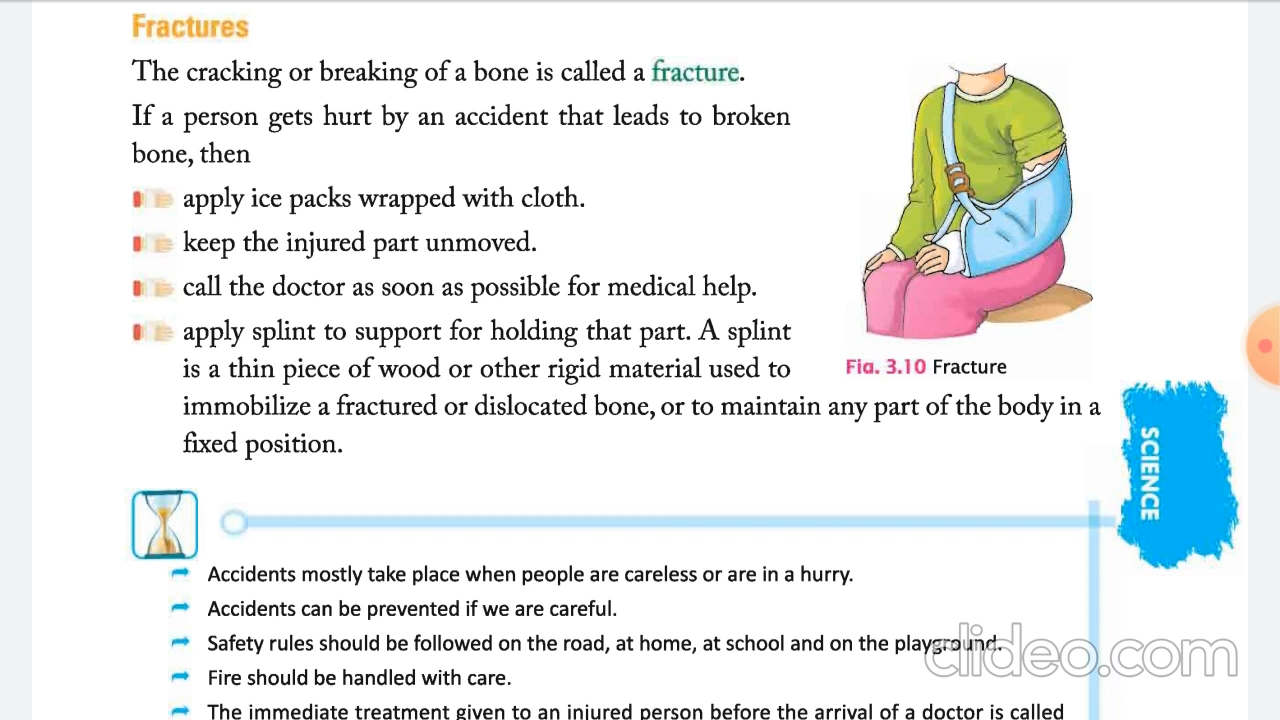 Fractures
The cracking or breaking of a bone is called a fracture.
If a person gets hurt by an accident that leads to broken
bone, then
apply ice packs wrapped with cloth.
keep the injured part unmoved.
call the doctor as soon as possible for medical help.
apply splint to support for holding that part. A splint
is a thin piece of wood or other rigid material used to
immobilize a fractured or dislocated bone, or to maintain any part of the body in a
fixed position.
Fig. 3.10 Fracture
SCIENCE
Accidents mostly take place when people are careless or are in a hurry.
Accidents can be prevented if we are careful.
Safety rules should be followed on the road, at home, at school and on the playground.
Fire should be handled with care.
The immediate treatment given to an injured person before the arrival of a doctor is called
clideo.com